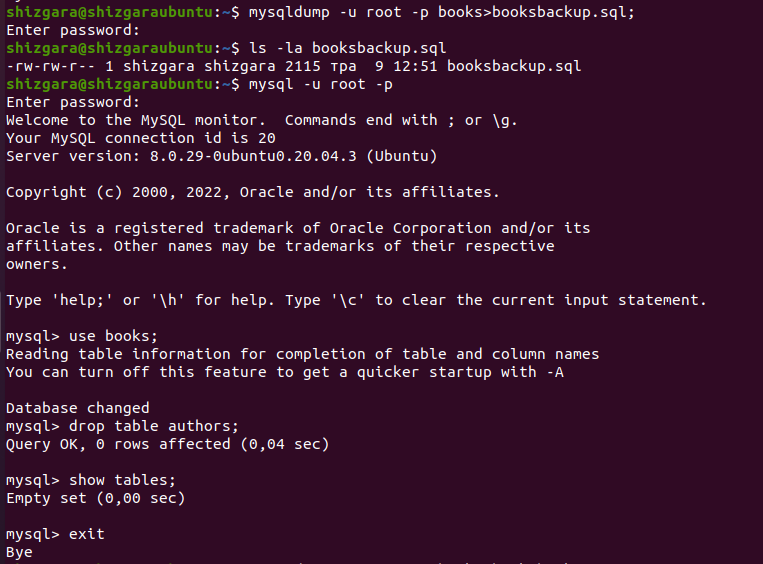 shizgara@shizgaraubuntu:~$ mysqldump -u root -p books>booksbackup.sql;
Enter password:
shizgara@shizgaraubuntu:~$ ls -la booksbackup.sql
-rw-rw-r-- 1 shizgara shizgara 2115 тра  9 12:51 booksbackup.sql
shizgara@shizgaraubuntu:~$ mysql -u root -p
Enter password:
Welcome to the MySQL monitor.  Commands end with ; or \g.
Your MySQL connection id is 20
Server version: 8.0.29-0ubuntu0.20.04.3 (Ubuntu)
Copyright (c) 2000, 2022, Oracle and/or its affiliates.
Oracle is a registered trademark of Oracle Corporation and/or its
affiliates. Other names may be trademarks of their respective
owners.
Type 'help;' or '\h' for help. Type '\c' to clear the current input statement.
mysql> use books;
Reading table information for completion of table and column names
You can turn off this feature to get a quicker startup with -A
Database changed
mysql> drop table authors;
Query OK, 0 rows affected (0,04 sec)
mysql> show tables;
Empty set (0,00 sec)
mysql> exit
Bye